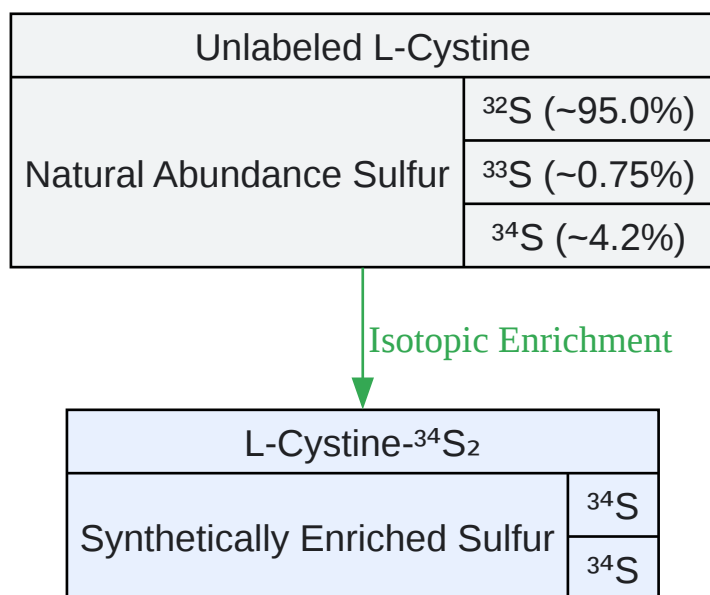 Unlabeled L-Cystine
Natural Abundance Sulfur
³²S (~95.0%)
³³S (~0.75%)
³⁴S (~4.2%)
Isotopic Enrichment
L-Cystine-³⁴S₂
Synthetically Enriched Sulfur
³⁴S
³⁴S